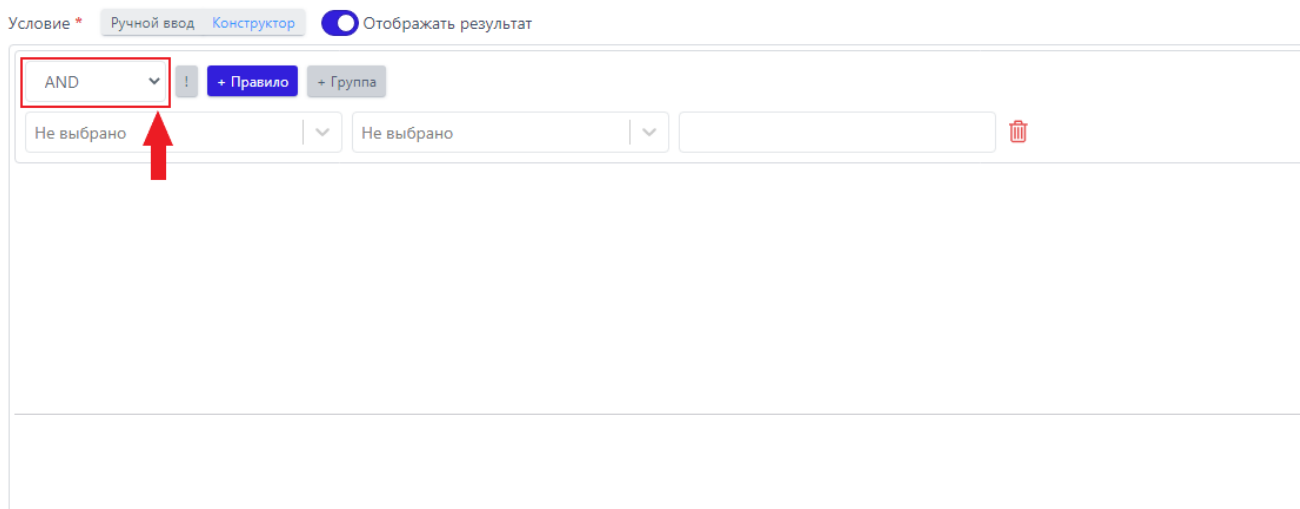 Условие * Ручной ввод Конструктор Отображать результат
AND ! + Правило + Группа
Не выбрано Не выбрано